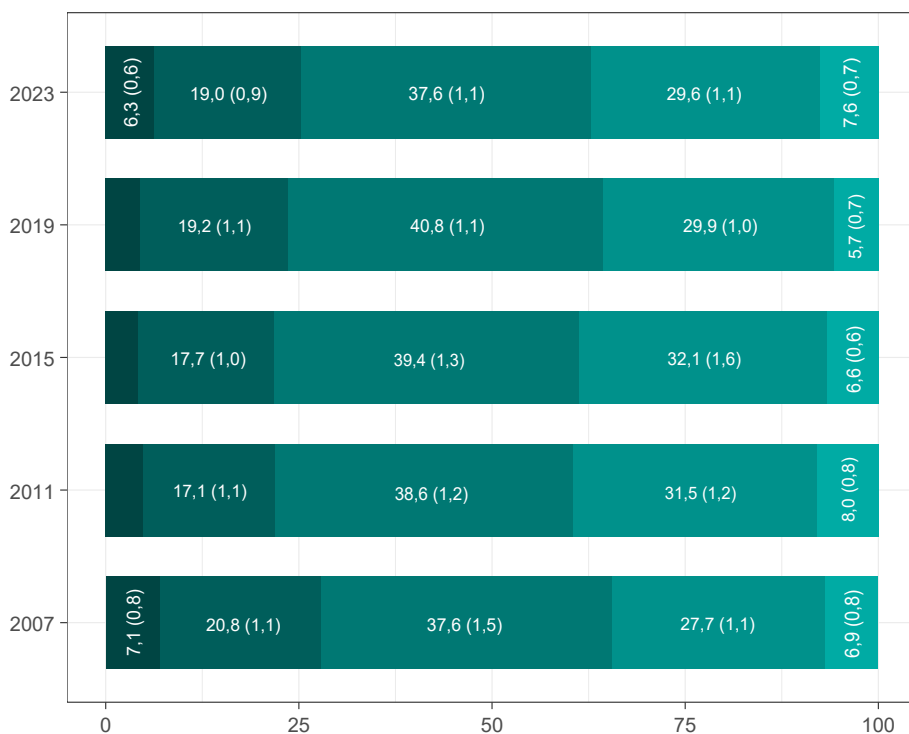 2023
6,3 (0,6) 19,0 (0,9) 37,6 (1,1) 29,6 (1,1) 7,6 (0,7)
2019
19,2 (1,1) 40,8 (1,1) 29,9 (1,0) 5,7 (0,7)
2015
17,7 (1,0) 39,4 (1,3) 32,1 (1,6) 6,6 (0,6)
2011
17,1 (1,1) 38,6 (1,2) 31,5 (1,2) 8,0 (0,8)
2007
7,1 (0,8) 20,8 (1,1) 37,6 (1,5) 27,7 (1,1) 6,9 (0,8)
0 25 50 75 100